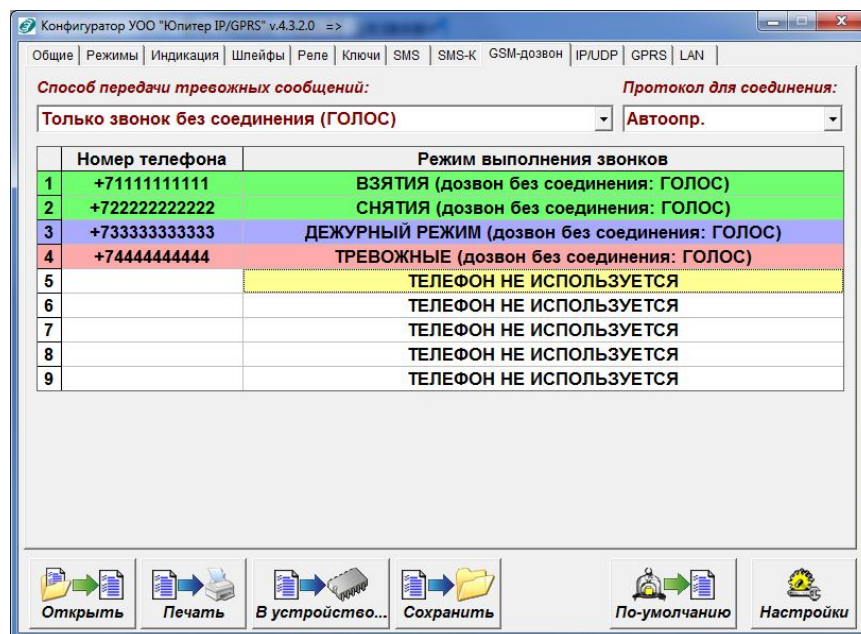 Конфигуратор УОО "Юпитер IP/GPRS" v.4.3.2.0 =>
Общие Режимы Индикация Шлейфы Реле Ключи SMS SMS-K GSM-дозвон IP/UDP GPRS LAN
Способ передачи тревожных сообщений: Протокол для соединения:
Только звонок без соединения (ГОЛОС) Автоопр.
Номер телефона Режим выполнения звонков
1 +71111111111 ВЗЯТИЯ (дозвон без соединения: ГОЛОС)
2 +722222222222 СНЯТИЯ (дозвон без соединения: ГОЛОС)
3 +733333333333 ДЕЖУРНЫЙ РЕЖИМ (дозвон без соединения: ГОЛОС)
4 +74444444444 ТРЕВОЖНЫЕ (дозвон без соединения: ГОЛОС)
5 ТЕЛЕФОН НЕ ИСПОЛЬЗУЕТСЯ
6 ТЕЛЕФОН НЕ ИСПОЛЬЗУЕТСЯ
7 ТЕЛЕФОН НЕ ИСПОЛЬЗУЕТСЯ
8 ТЕЛЕФОН НЕ ИСПОЛЬЗУЕТСЯ
9 ТЕЛЕФОН НЕ ИСПОЛЬЗУЕТСЯ
Открыть Печать В устройство... Сохранить По-умолчанию Настройки